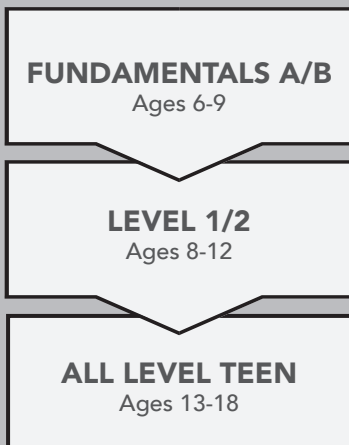 FUNDAMENTALS A/B
Ages 6-9
LEVEL 1/2
Ages 8-12
ALL LEVEL TEEN
Ages 13-18